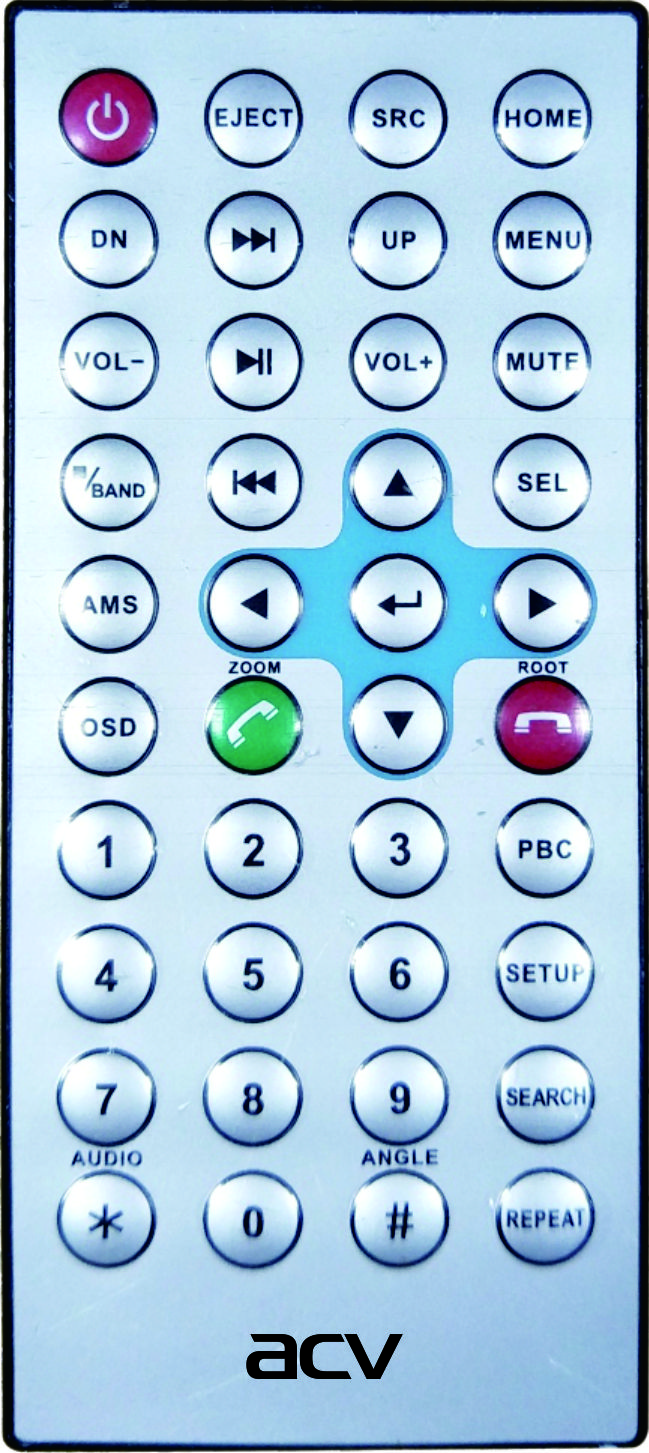 EJECT SRC HOME
DN UP MENU
VOL- VOL+ MUTE
/BAND SEL
AMS
ZOOM ROOT
OSD
1 2 3 PBC
4 5 6 SETUP
7 8 9 SEARCH
AUDIO ANGLE
* 0 # REPEAT
acv